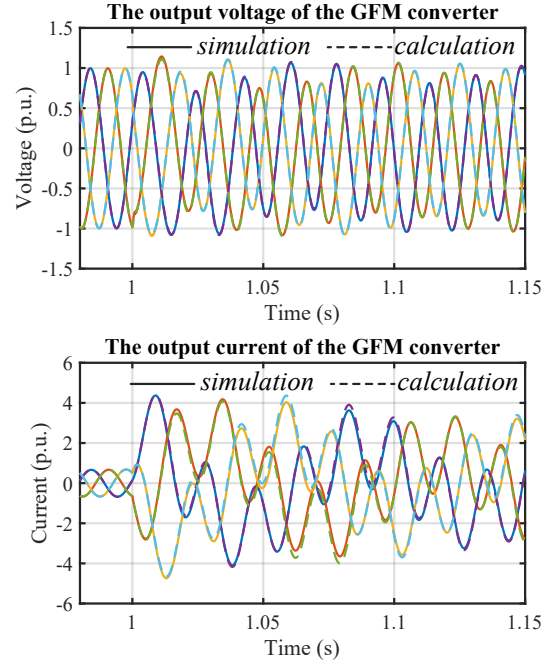 The output voltage of the GFM converter
simulation calculation
Voltage (p.u.)
1.5
1
0.5
0
-0.5
-1
-1.5
1 1.05 1.1 1.15
Time (s)
The output current of the GFM converter
simulation calculation
Current (p.u.)
6
4
2
0
-2
-4
-6
1 1.05 1.1 1.15
Time (s)